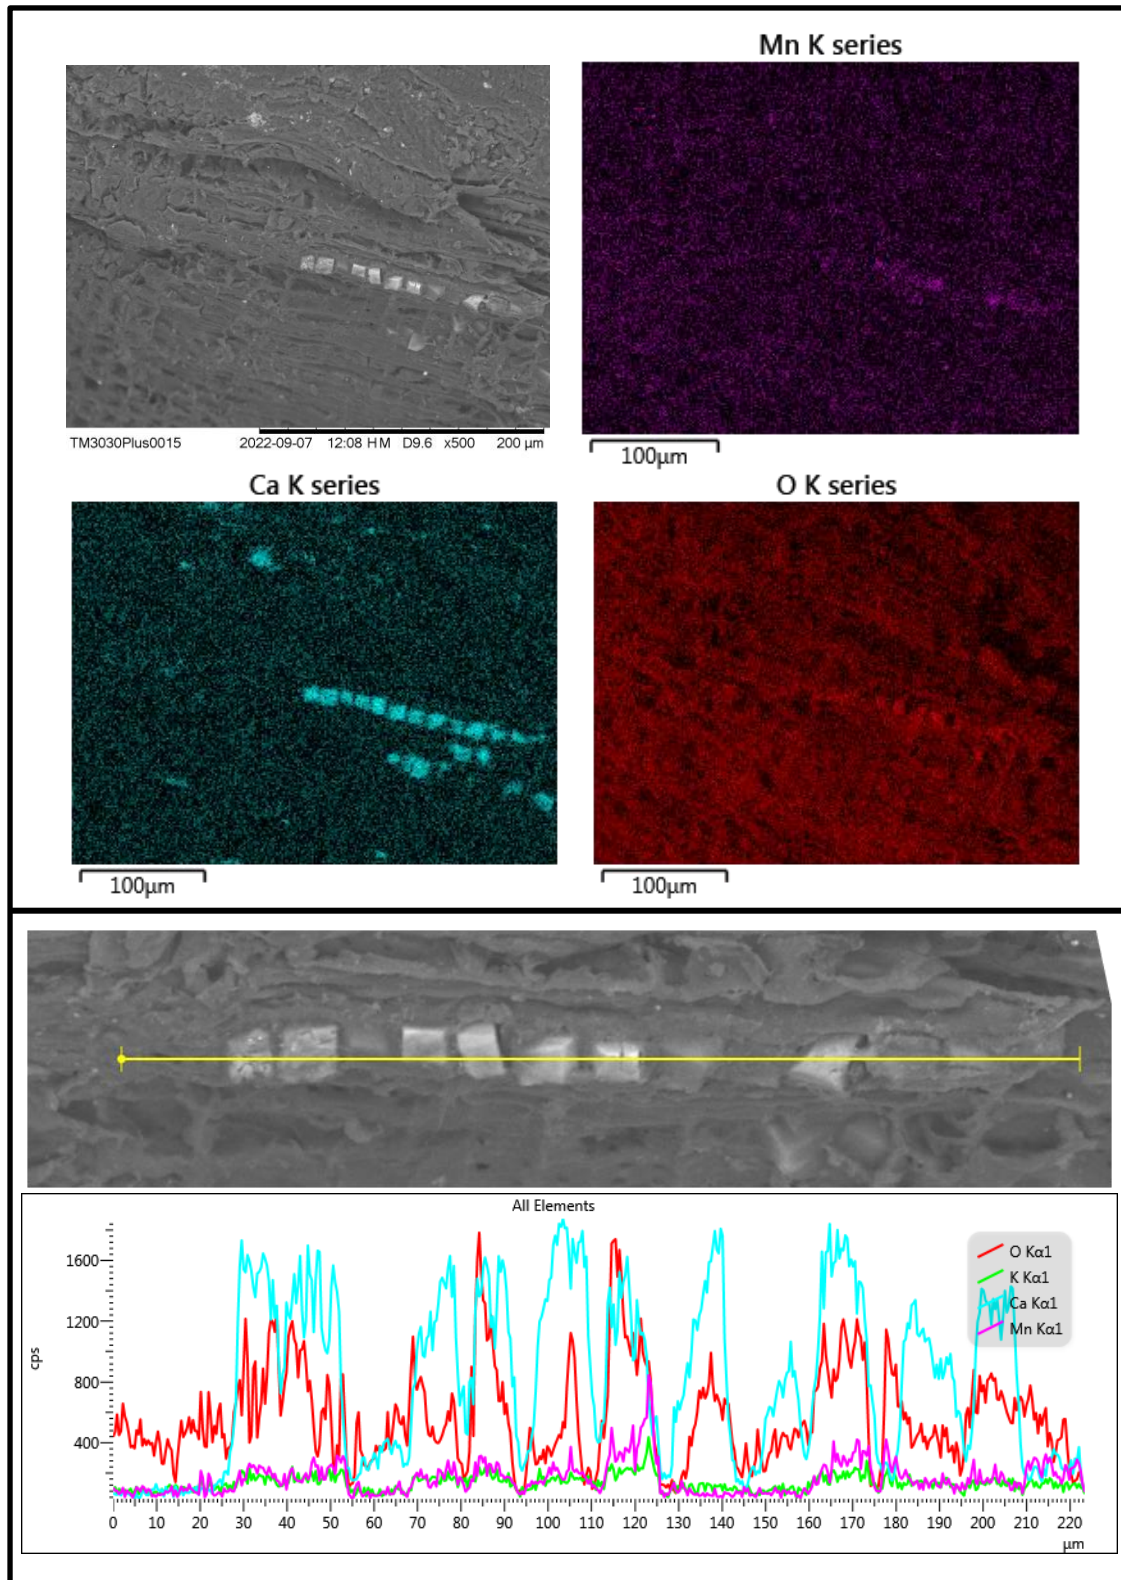 Mn K series
TM3030Plus0015 2022-09-07 12:08 HM D9.6 x500 200 µm
100µm
Ca K series
O K series
100µm
100µm
All Elements
cps
1600
1200
800
400
O Kα1
K Kα1
Ca Kα1
Mn Kα1
0 10 20 30 40 50 60 70 80 90 100 110 120 130 140 150 160 170 180 190 200 210 220
µm